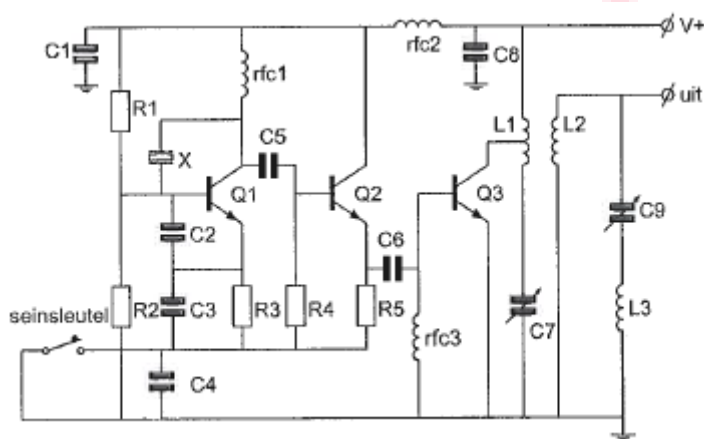 V+
C1
rfc2
C8
rfc1
uit
R1
L1
L2
C5
X
Q1
Q2
Q3
C9
C2
C6
seinsleutel
R2
C3
R3
R4
R5
C7
L3
rfc3
C4